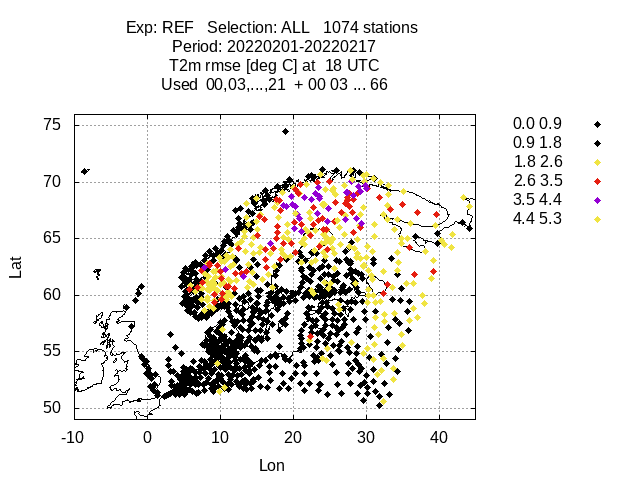 Exp: REF Selection: ALL 1074 stations
Period: 20220201-20220217
T2m rmse [deg C] at 18 UTC
Used 00,03,...,21 + 00 03 ... 66
75
70
65
60
55
50
Lat
-10 0 10 20 30 40
Lon
0.0 0.9
0.9 1.8
1.8 2.6
2.6 3.5
3.5 4.4
4.4 5.3